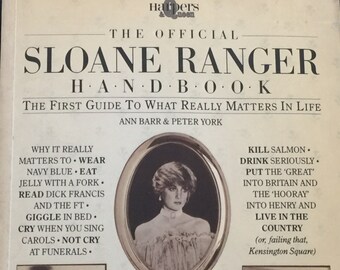 Harpers
& Queen
THE OFFICIAL
SLOANE RANGER
H·A·N·D·B·O·O·K
THE FIRST GUIDE TO WHAT REALLY MATTERS IN LIFE
ANN BARR & PETER YORK
WHY IT REALLY
MATTERS TO · WEAR
NAVY BLUE · EAT
JELLY WITH A FORK ·
READ DICK FRANCIS
AND THE FT ·
GIGGLE IN BED ·
CRY WHEN YOU SING
CAROLS · NOT CRY
AT FUNERALS ·
KILL SALMON ·
DRINK SERIOUSLY ·
PUT THE ‘GREAT’
INTO BRITAIN AND
THE ‘HOORAY’
INTO HENRY AND
LIVE IN THE
COUNTRY
(or, failing that,
Kensington Square)